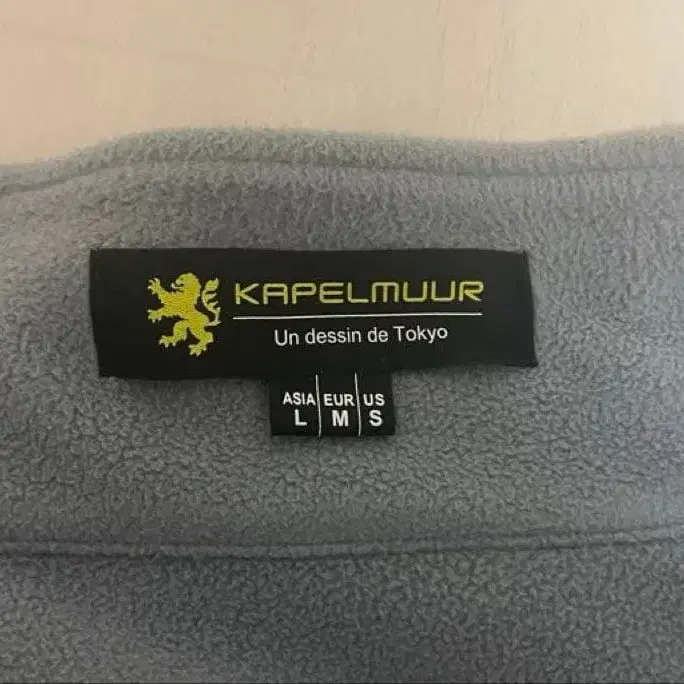 KAPELMUUR
Un dessin de Tokyo
ASIA EUR US
L M S